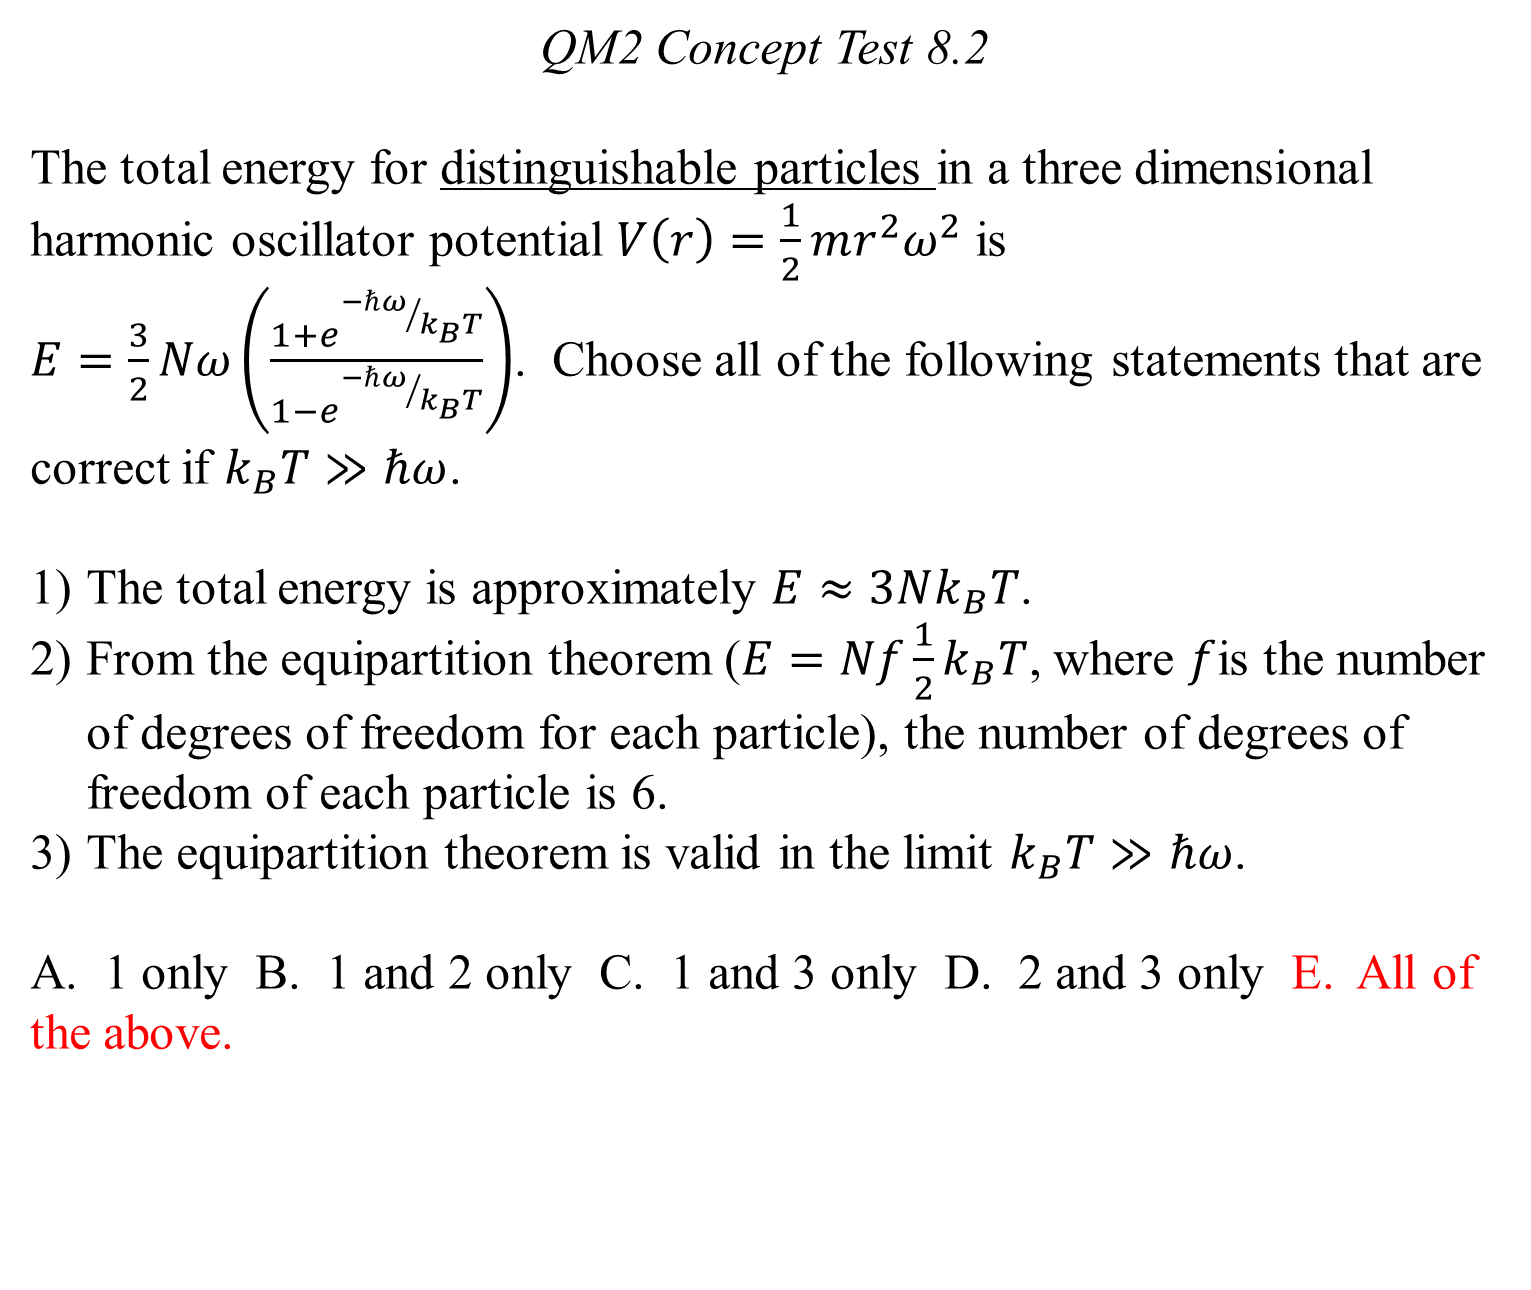 QM2 Concept Test 8.2
The total energy for distinguishable particles in a three dimensional
harmonic oscillator potential V(r) = 1/2 mr²ω² is
E = 3/2 Nω ((1+e^(−ħω/k_BT))/(1−e^(−ħω/k_BT))). Choose all of the following statements that are
correct if k_BT ≫ ħω.
1) The total energy is approximately E ≈ 3Nk_BT.
2) From the equipartition theorem (E = Nf 1/2 k_BT, where f is the number
of degrees of freedom for each particle), the number of degrees of
freedom of each particle is 6.
3) The equipartition theorem is valid in the limit k_BT ≫ ħω.
A. 1 only B. 1 and 2 only C. 1 and 3 only D. 2 and 3 only E. All of
the above.